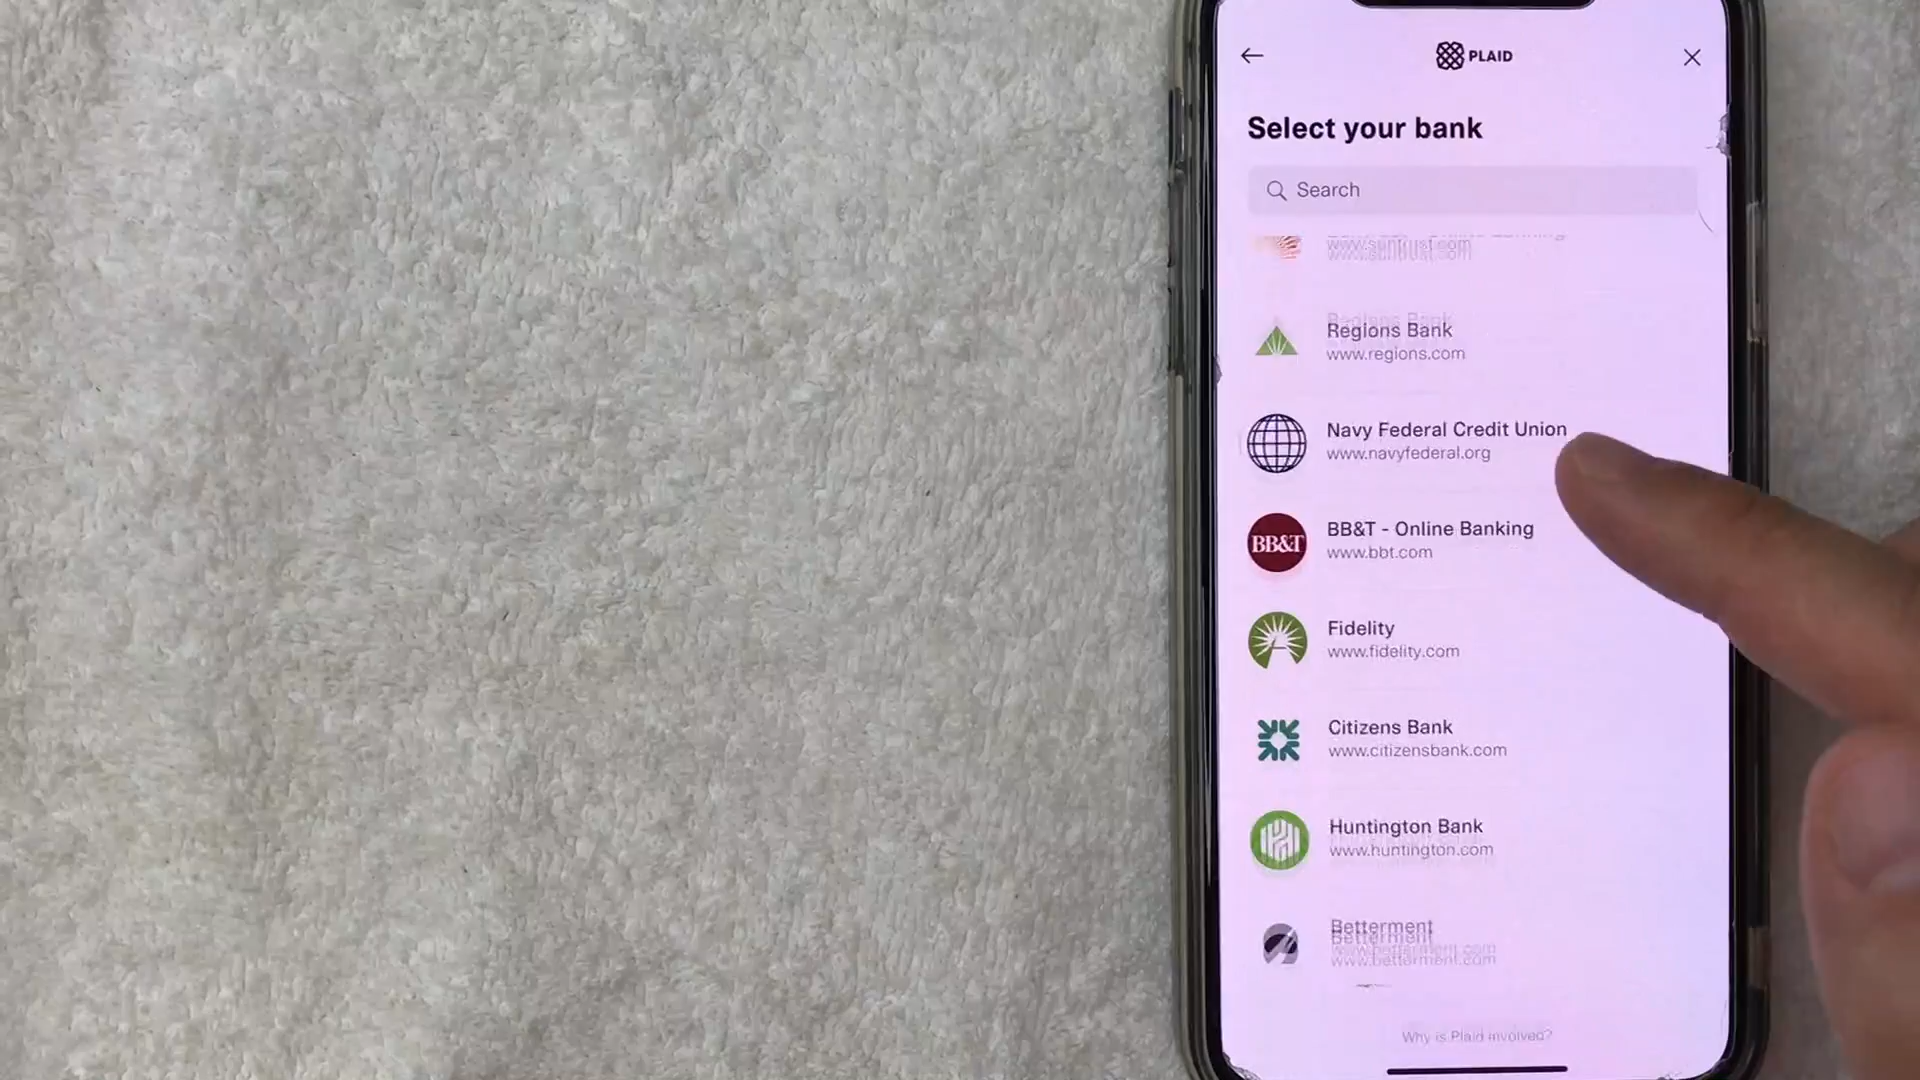 PLAID
Select your bank
Search
www.suntrust.com
Regions Bank
www.regions.com
Navy Federal Credit Union
www.navyfederal.org
BB&T
BB&T - Online Banking
www.bbt.com
Fidelity
www.fidelity.com
Citizens Bank
www.citizensbank.com
Huntington Bank
www.huntington.com
Betterment
www.betterment.com
Why is Plaid involved?